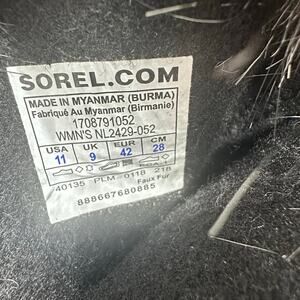 SOREL.COM
MADE IN MYANMAR (BURMA)
Fabriqué Au Myanmar (Birmanie)
1708791052
WMN'S NL2429-052
USA UK EUR CM
11 9 42 28
40135 PLM 0118 218
Faux Fur
888667680885